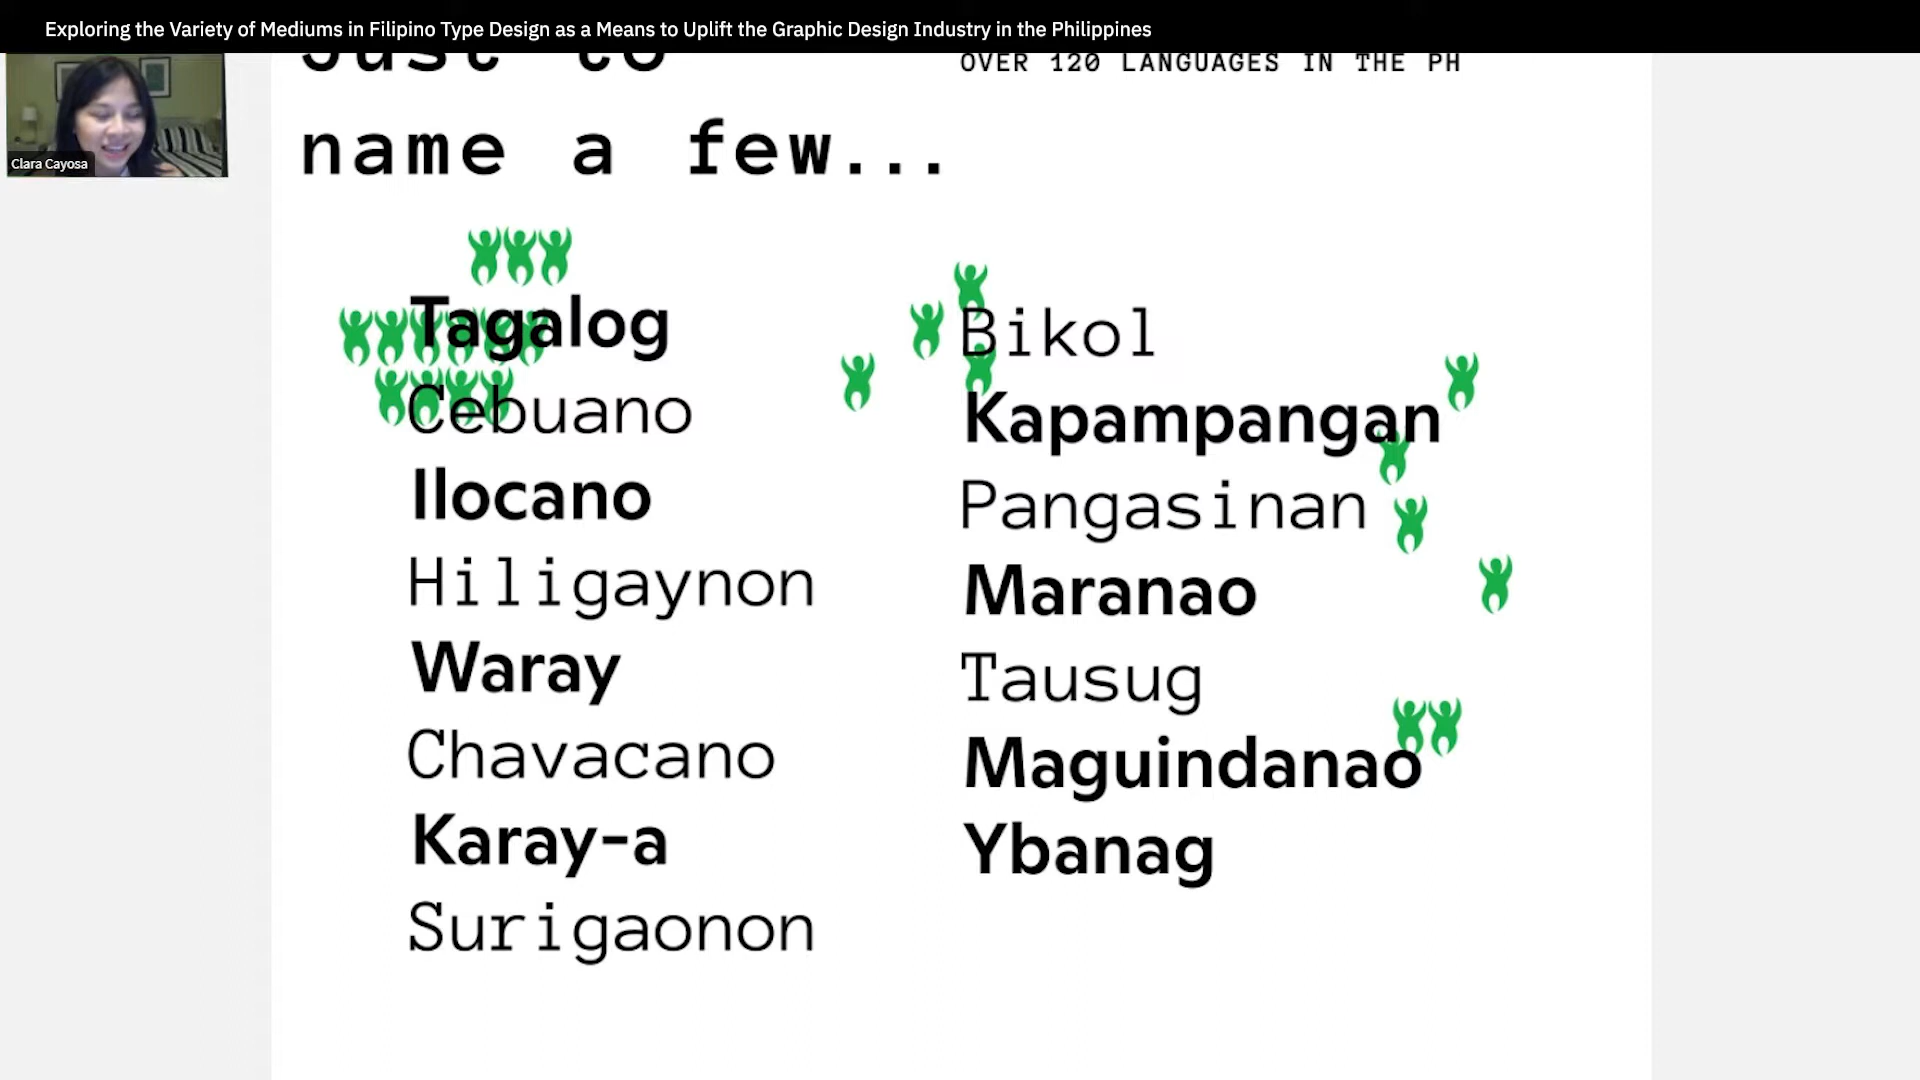 Exploring the Variety of Mediums in Filipino Type Design as a Means to Uplift the Graphic Design Industry in the Philippines
Clara Cayosa
Just to
name a few...
OVER 120 LANGUAGES IN THE PH
Tagalog
Cebuano
Ilocano
Hiligaynon
Waray
Chavacano
Karay-a
Surigaonon
Bikol
Kapampangan
Pangasinan
Maranao
Tausug
Maguindanao
Ybanag